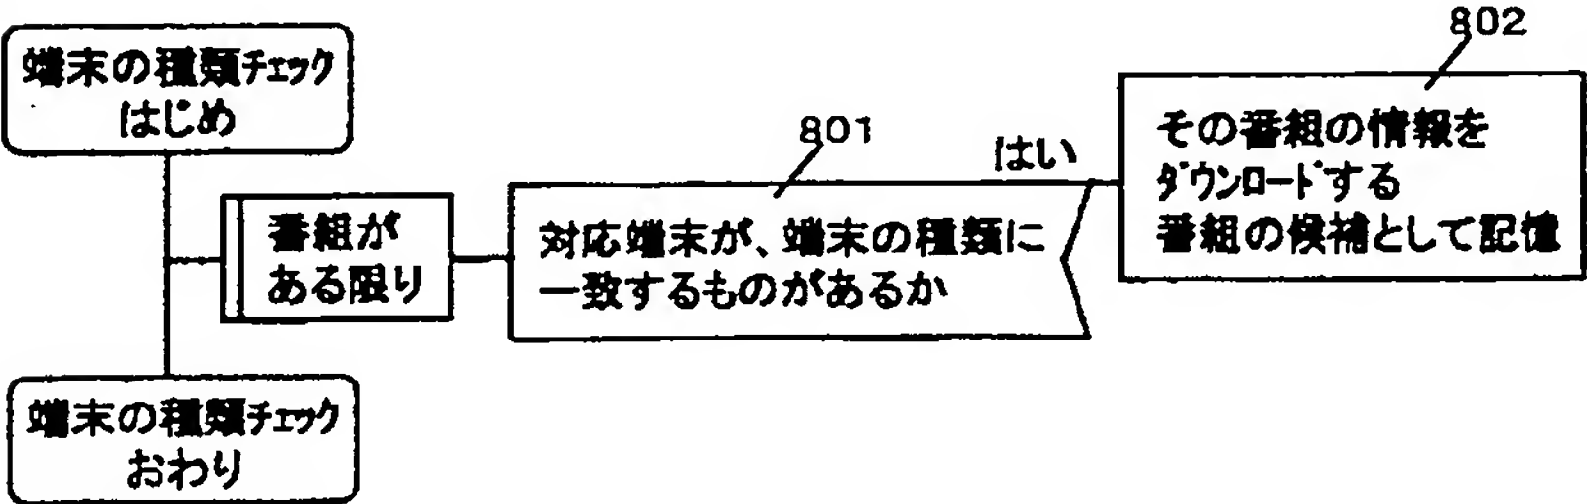 端末の種類チェック
はじめ
番組が
ある限り
801
対応端末が、端末の種類に
一致するものがあるか
はい
802
その番組の情報を
ダウンロードする
番組の候補として記憶
端末の種類チェック
おわり